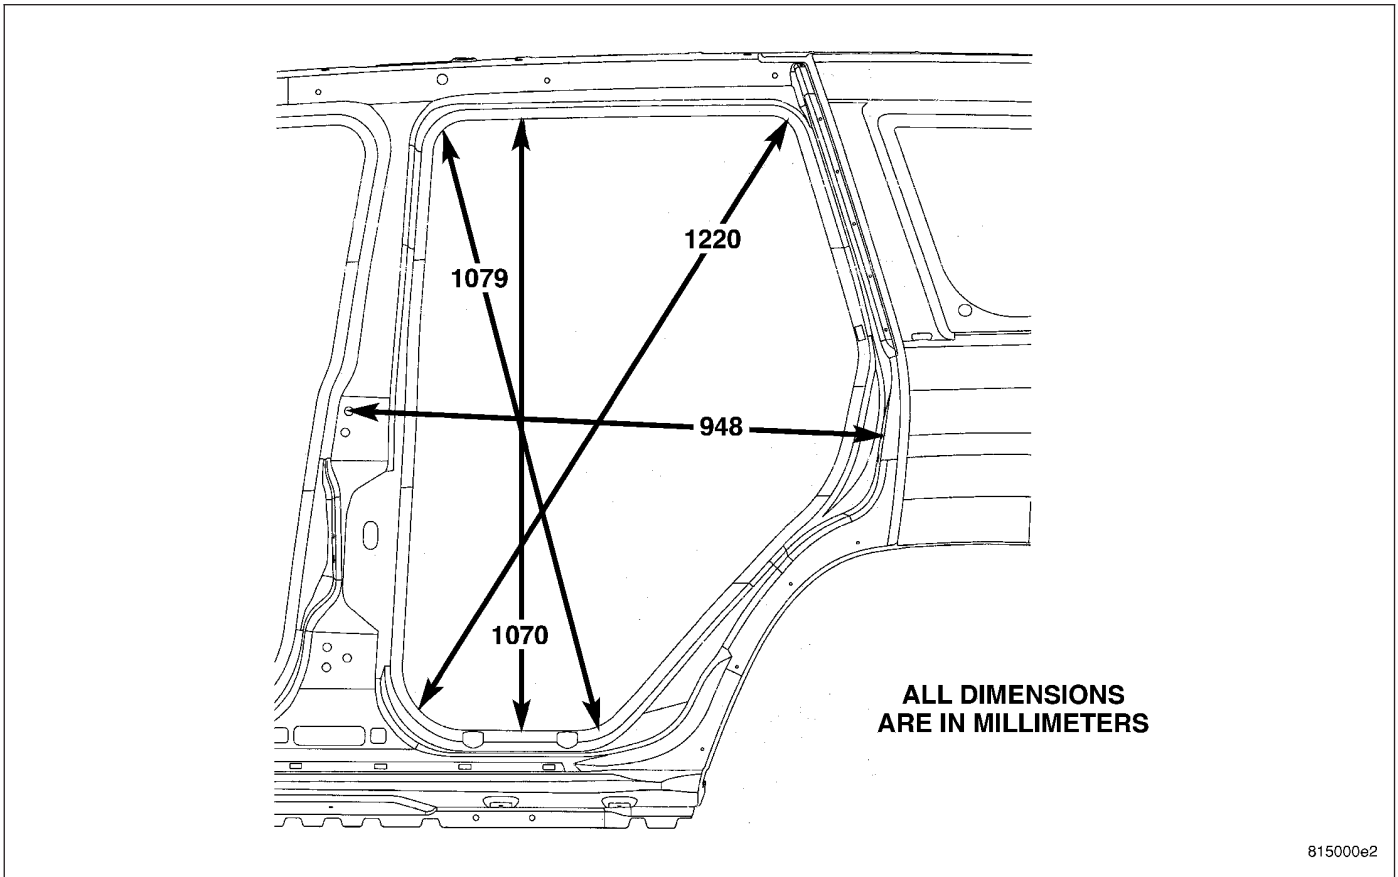 1220
1079
948
1070
ALL DIMENSIONS
ARE IN MILLIMETERS
815000e2